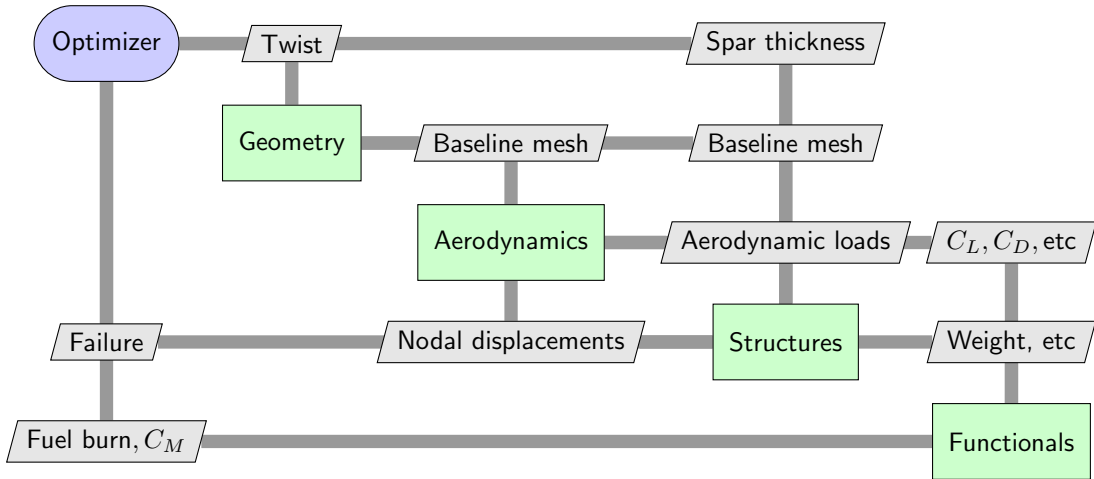 Optimizer
Twist
Spar thickness
Geometry
Baseline mesh
Baseline mesh
Aerodynamics
Aerodynamic loads
C_L, C_D, etc
Failure
Nodal displacements
Structures
Weight, etc
Fuel burn, C_M
Functionals